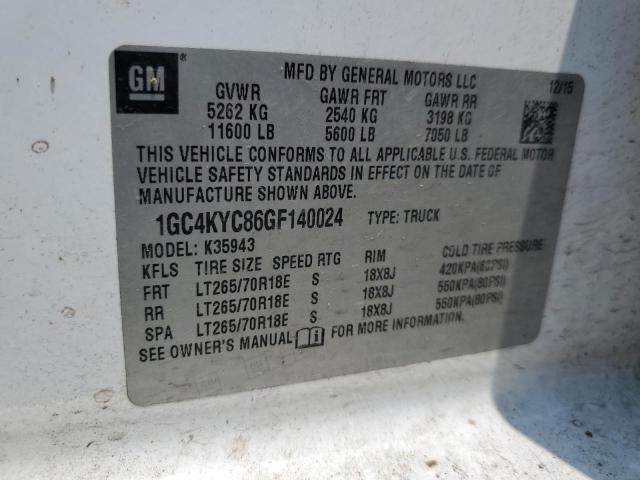 GM ®
MFD BY GENERAL MOTORS LLC
12/15
GVWR GAWR FRT GAWR RR
5262 KG 2540 KG 3198 KG
11600 LB 5600 LB 7050 LB
THIS VEHICLE CONFORMS TO ALL APPLICABLE U.S. FEDERAL MOTOR
VEHICLE SAFETY STANDARDS IN EFFECT ON THE DATE OF
MANUFACTURE SHOWN ABOVE.
1GC4KYC86GF140024 TYPE: TRUCK
MODEL: K35943
KFLS TIRE SIZE SPEED RTG RIM COLD TIRE PRESSURE
FRT LT265/70R18E S 18X8J 420KPA(60PSI)
RR LT265/70R18E S 18X8J 550KPA(80PSI)
SPA LT265/70R18E S 18X8J 550KPA(80PSI)
SEE OWNER'S MANUAL FOR MORE INFORMATION.
GM GM